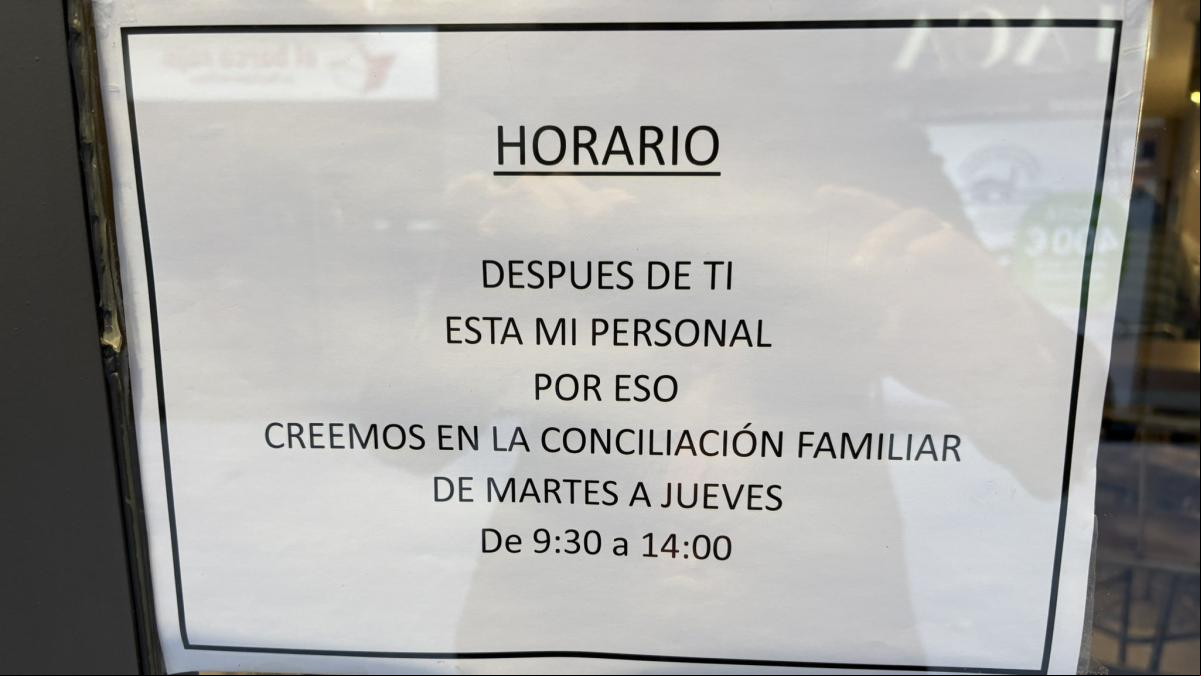 HORARIO
DESPUES DE TI
ESTA MI PERSONAL
POR ESO
CREEMOS EN LA CONCILIACIÓN FAMILIAR
DE MARTES A JUEVES
De 9:30 a 14:00